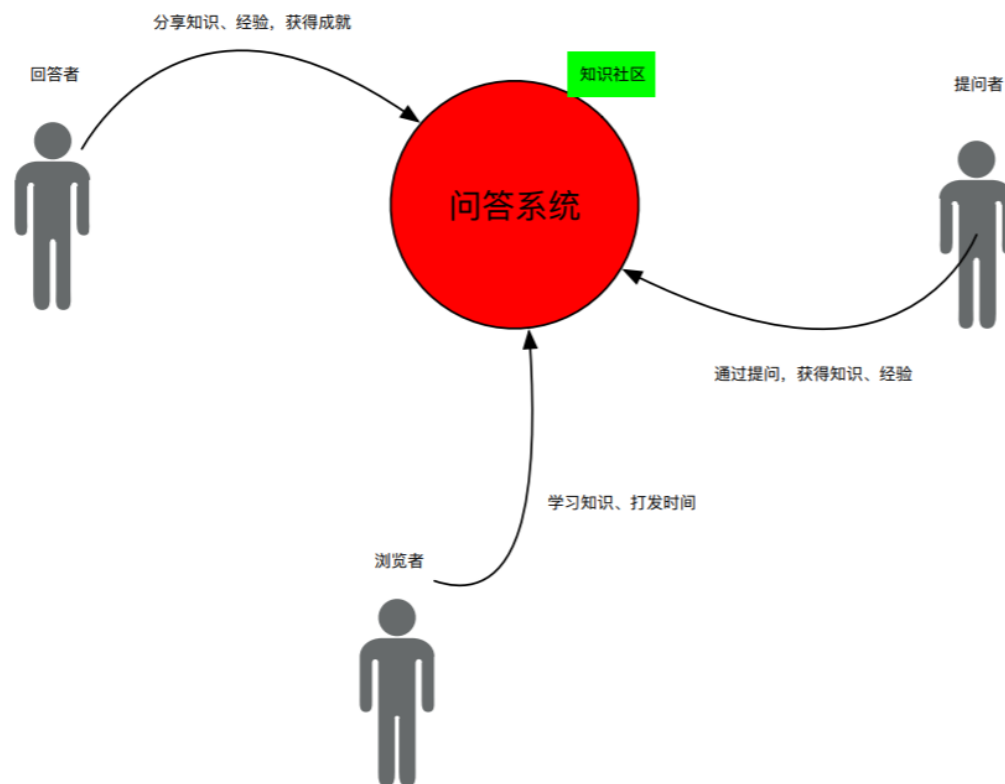 分享知识、经验，获得成就
回答者
知识社区
提问者
问答系统
通过提问，获得知识、经验
学习知识、打发时间
浏览者